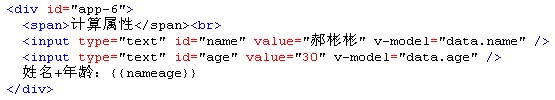 <div id="app-6">
<span>计算属性</span><br>
<input type="text" id="name" value="郝彬彬" v-model="data.name" />
<input type="text" id="age" value="30" v-model="data.age" />
姓名+年龄：{{nameage}}
</div>